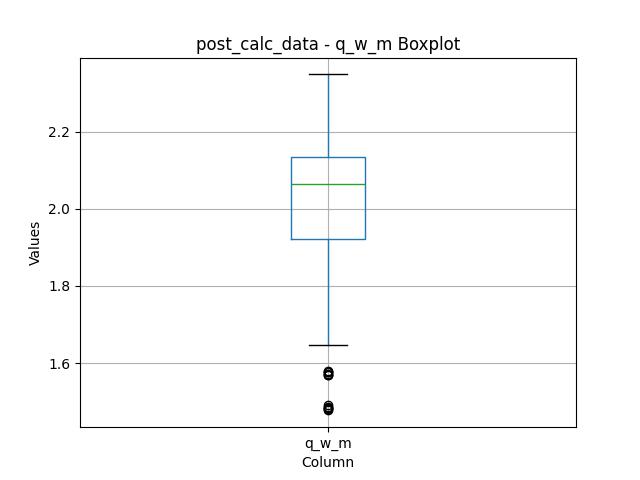 post_calc_data - q_w_m Boxplot
2.2
2.0
1.8
1.6
Values
q_w_m
Column